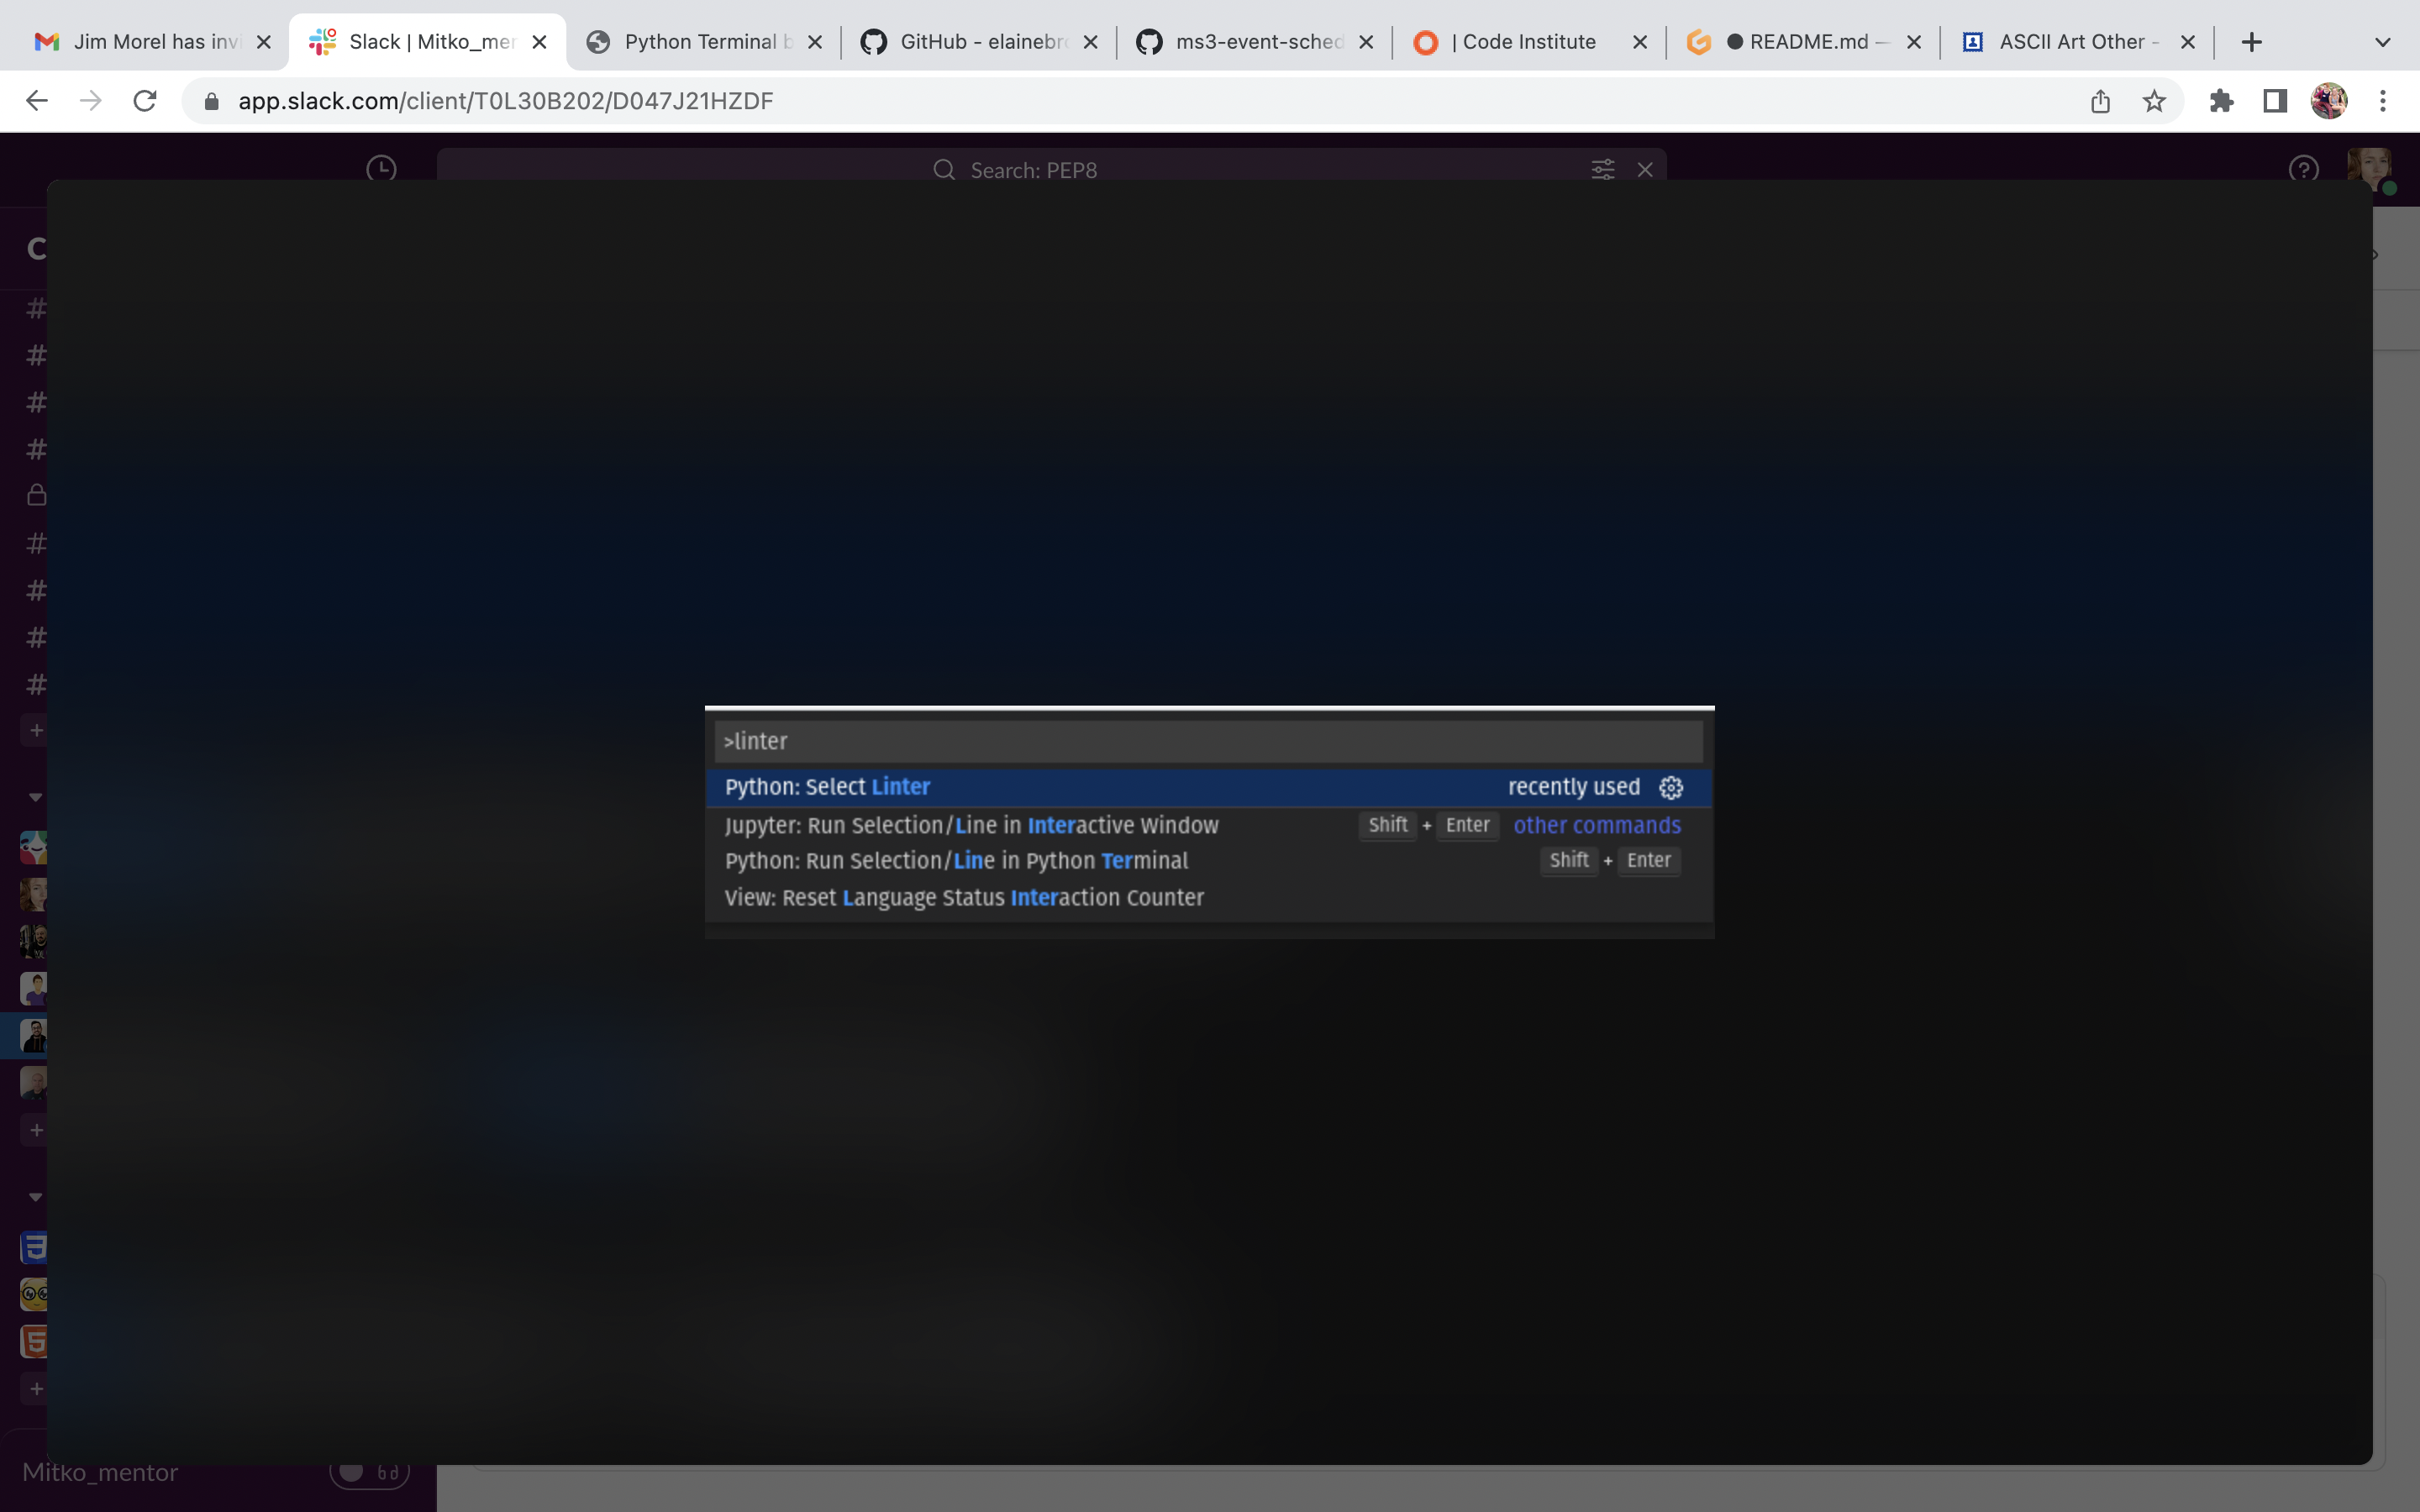 Jim Morel has inv
Slack | Mitko_mer
Python Terminal b
GitHub - elainebro
ms3-event-sched
| Code Institute
README.md —
ASCII Art Other -
app.slack.com/client/T0L30B202/D047J21HZDF
Search: PEP8
C
#
#
#
#
#
#
#
#
>linter
Python: Select Linter recently used
Jupyter: Run Selection/Line in Interactive Window Shift + Enter other commands
Python: Run Selection/Line in Python Terminal Shift + Enter
View: Reset Language Status Interaction Counter
Mitko_mentor